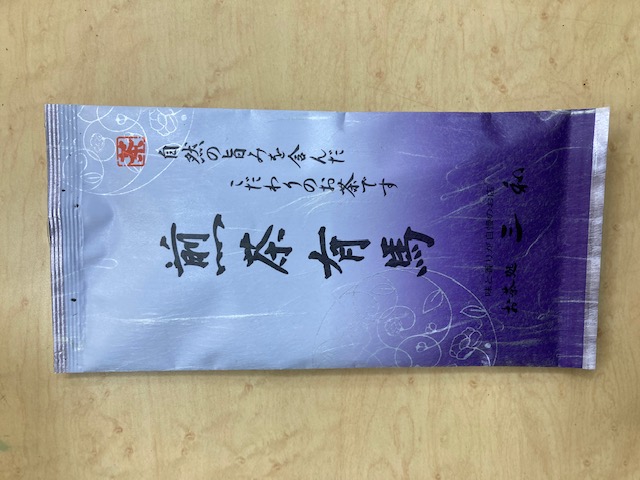 茶
自然の旨みを含んだ
こだわりのお茶です
煎茶有馬
お茶処 三和